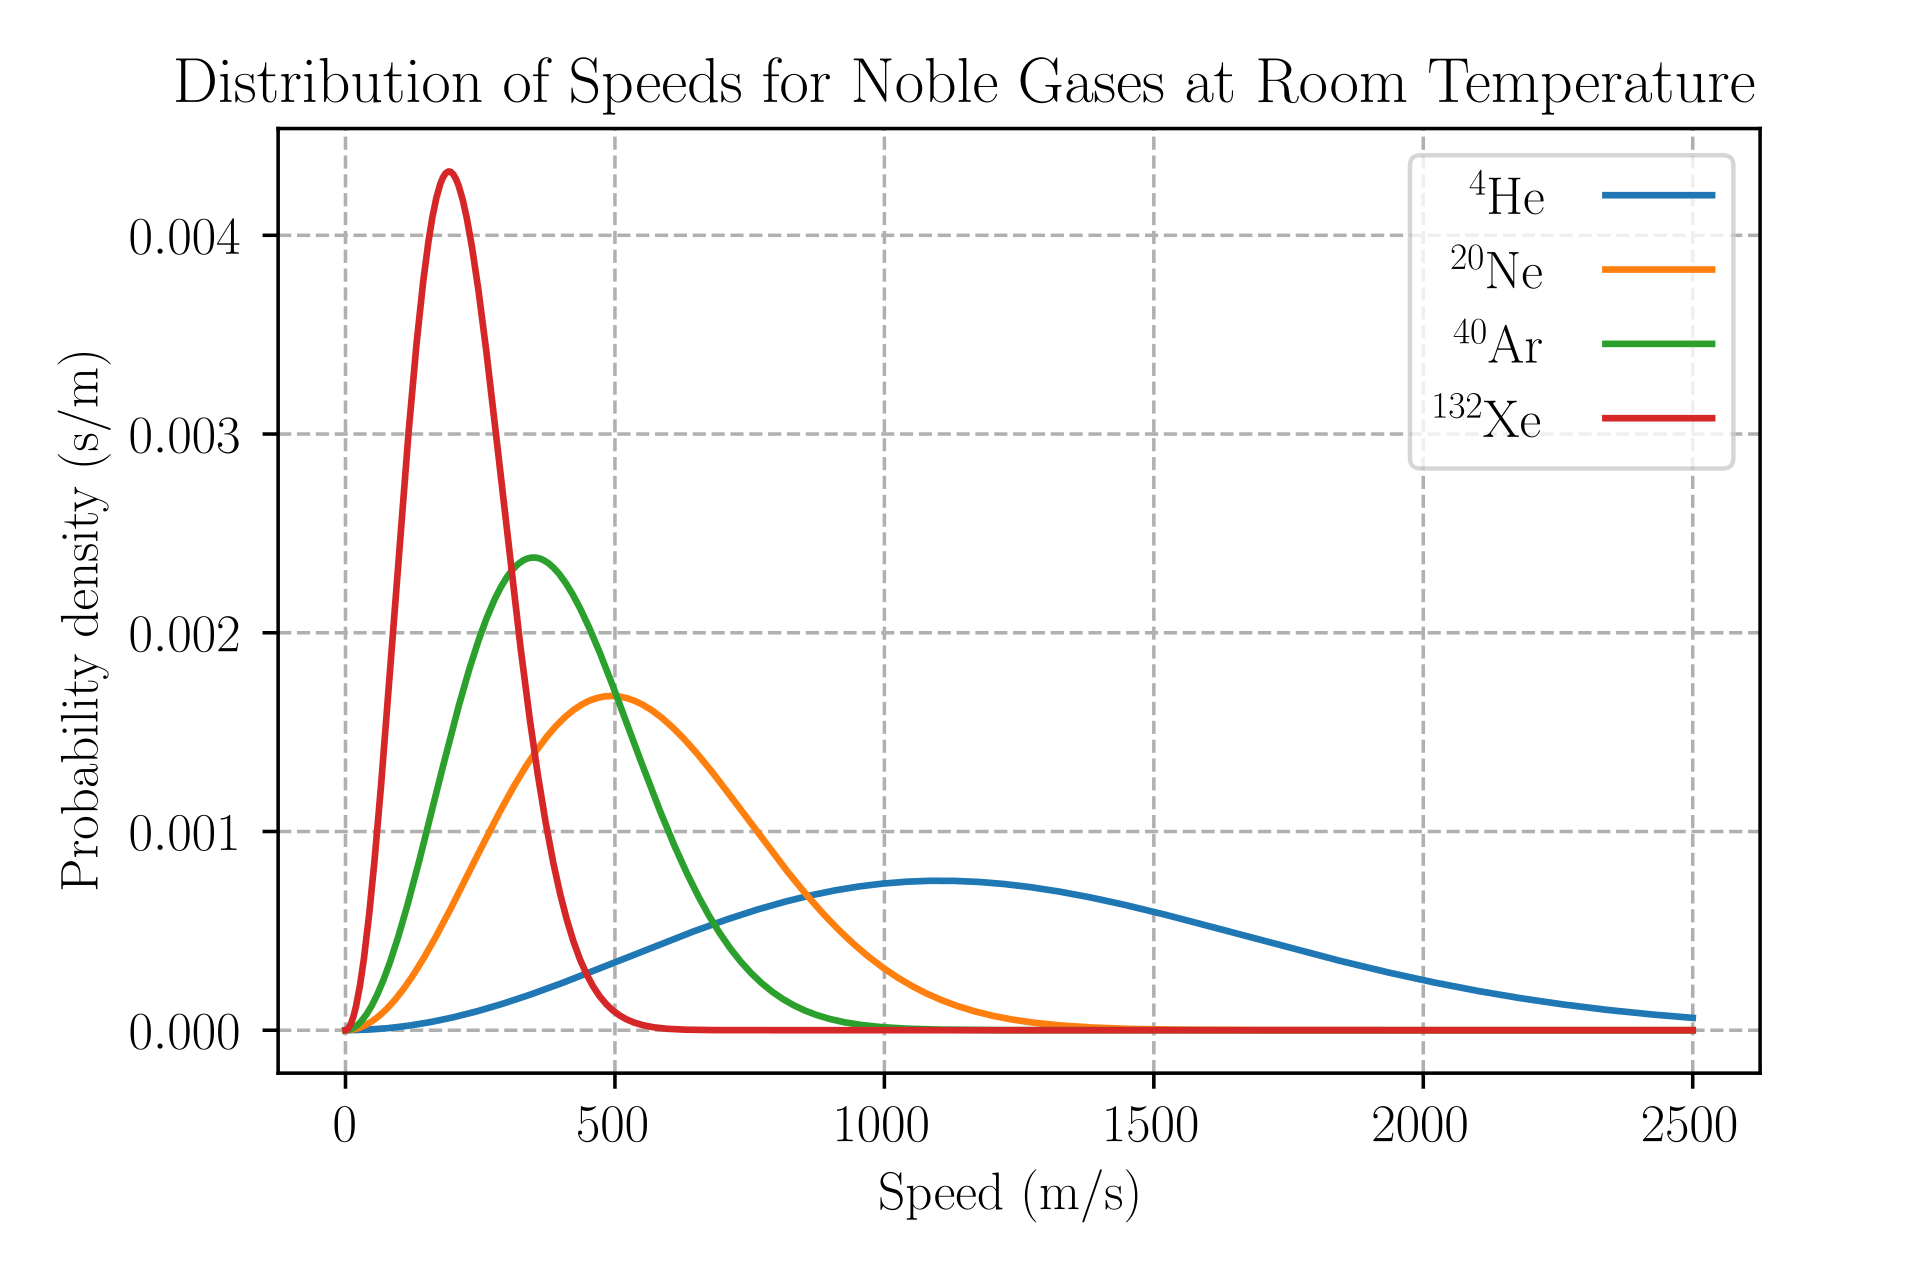 Distribution of Speeds for Noble Gases at Room Temperature
⁴He
²⁰Ne
⁴⁰Ar
¹³²Xe
Probability density (s/m)
0.004
0.003
0.002
0.001
0.000
0 500 1000 1500 2000 2500
Speed (m/s)